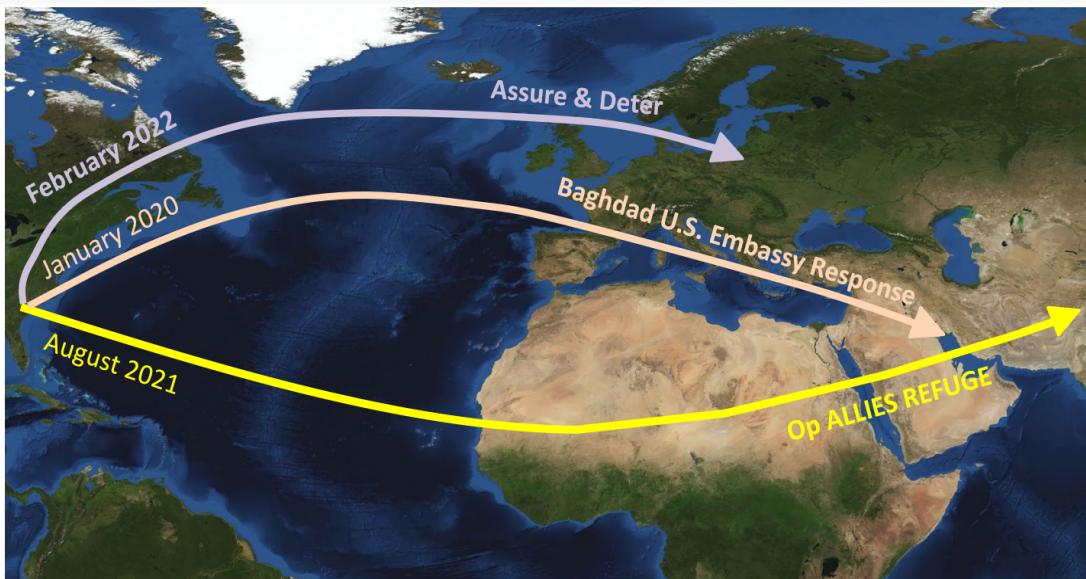 February 2022
Assure & Deter
January 2020
Baghdad U.S. Embassy Response
August 2021
Op ALLIES REFUGE